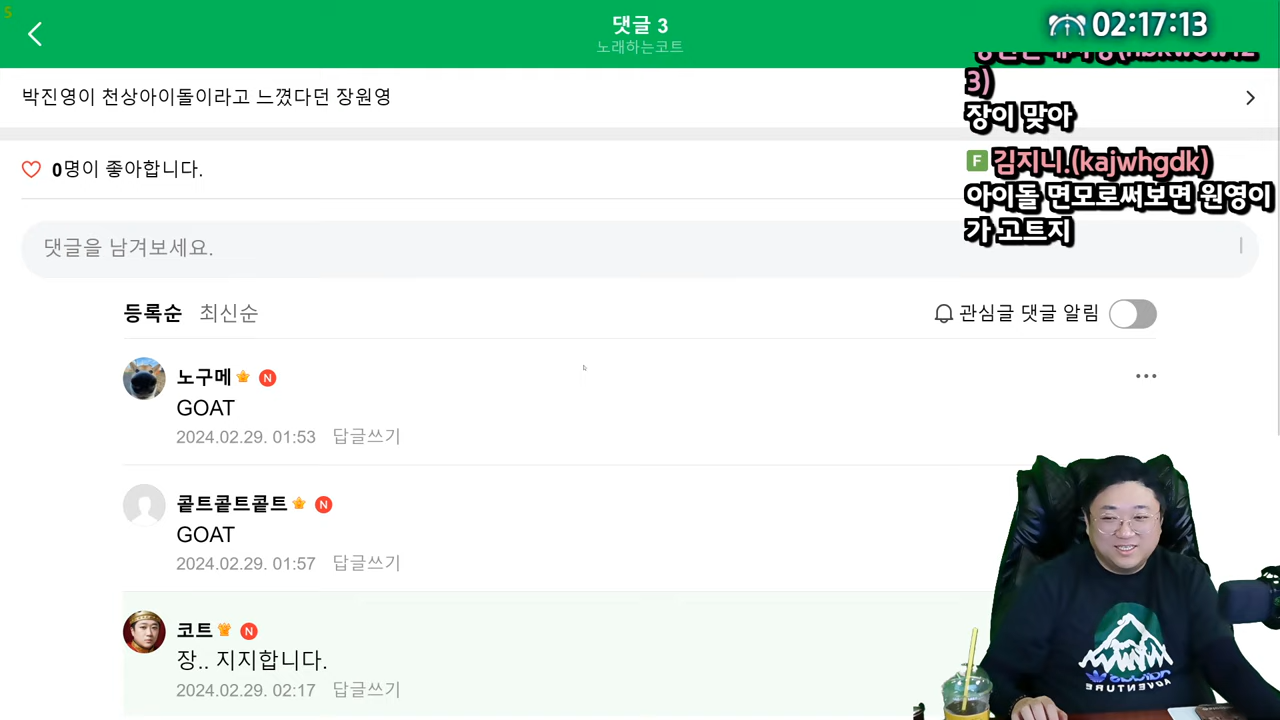 5
댓글 3
노래하는코트
02:17:13
박진영이 천상아이돌이라고 느꼈다던 장원영
3)
장이 맞아
0명이 좋아합니다.
F 김지니.(kajwhgdk)
아이돌 면모로써보면 원영이
가 고트지
댓글을 남겨보세요.
등록순 최신순
관심글 댓글 알림
노구메 N
GOAT
2024.02.29. 01:53 답글쓰기
콭트콭트콭트 N
GOAT
2024.02.29. 01:57 답글쓰기
코트 N
장.. 지지합니다.
2024.02.29. 02:17 답글쓰기
adidas
ADVENTURE